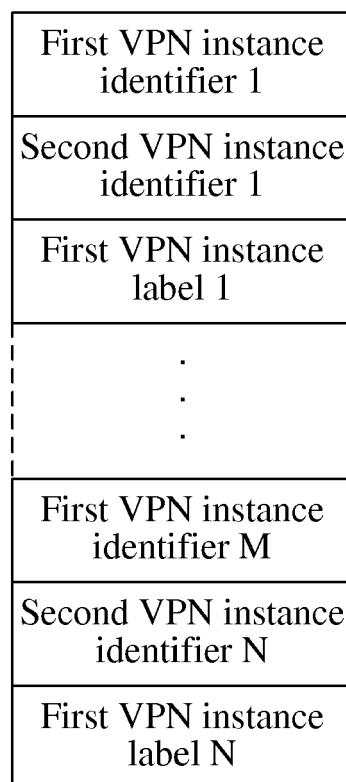 First VPN instance
identifier 1
Second VPN instance
identifier 1
First VPN instance
label 1
.
.
.
First VPN instance
identifier M
Second VPN instance
identifier N
First VPN instance
label N